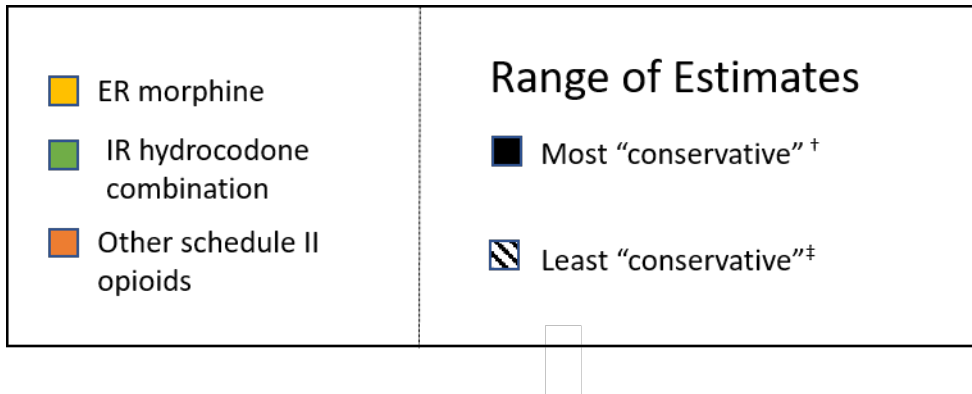 ER morphine
IR hydrocodone
combination
Other schedule II
opioids
Range of Estimates
Most “conservative” †
Least “conservative”‡